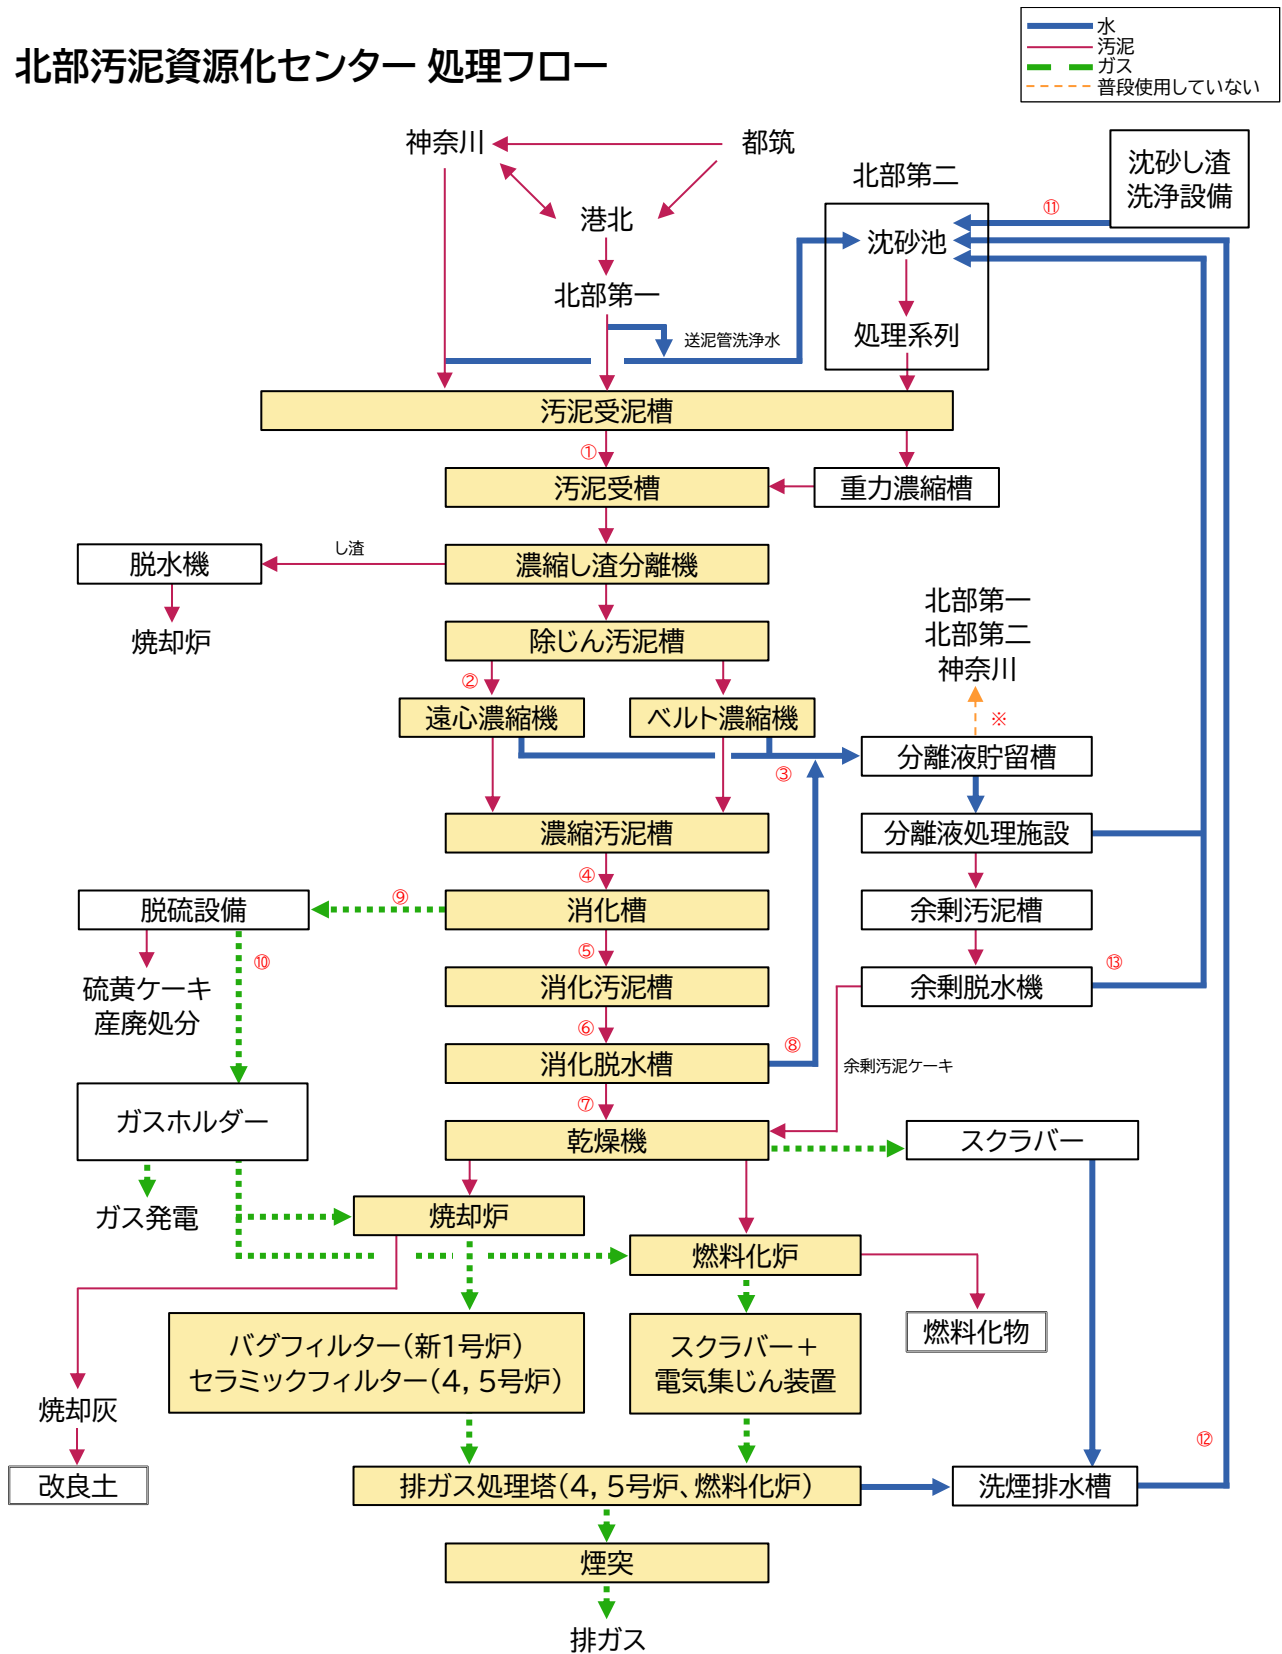 北部汚泥資源化センター 処理フロー
水
汚泥
ガス
普段使用していない
神奈川
都筑
港北
北部第一
送泥管洗浄水
北部第二
沈砂池
処理系列
沈砂し渣
洗浄設備
⑪
汚泥受泥槽
①
汚泥受槽
重力濃縮槽
脱水機
し渣
濃縮し渣分離機
焼却炉
除じん汚泥槽
北部第一
北部第二
神奈川
②
遠心濃縮機
ベルト濃縮機
※
③
分離液貯留槽
濃縮汚泥槽
分離液処理施設
④
脱硫設備
⑨
消化槽
余剰汚泥槽
⑤
⑩
硫黄ケーキ
産廃処分
消化汚泥槽
余剰脱水機
⑬
⑥
消化脱水槽
⑧
余剰汚泥ケーキ
⑦
ガスホルダー
乾燥機
スクラバー
ガス発電
焼却炉
燃料化炉
燃料化物
バグフィルター(新1号炉)
セラミックフィルター(4,5号炉)
スクラバー+
電気集じん装置
焼却灰
改良土
⑫
排ガス処理塔(4,5号炉、燃料化炉)
洗煙排水槽
煙突
排ガス